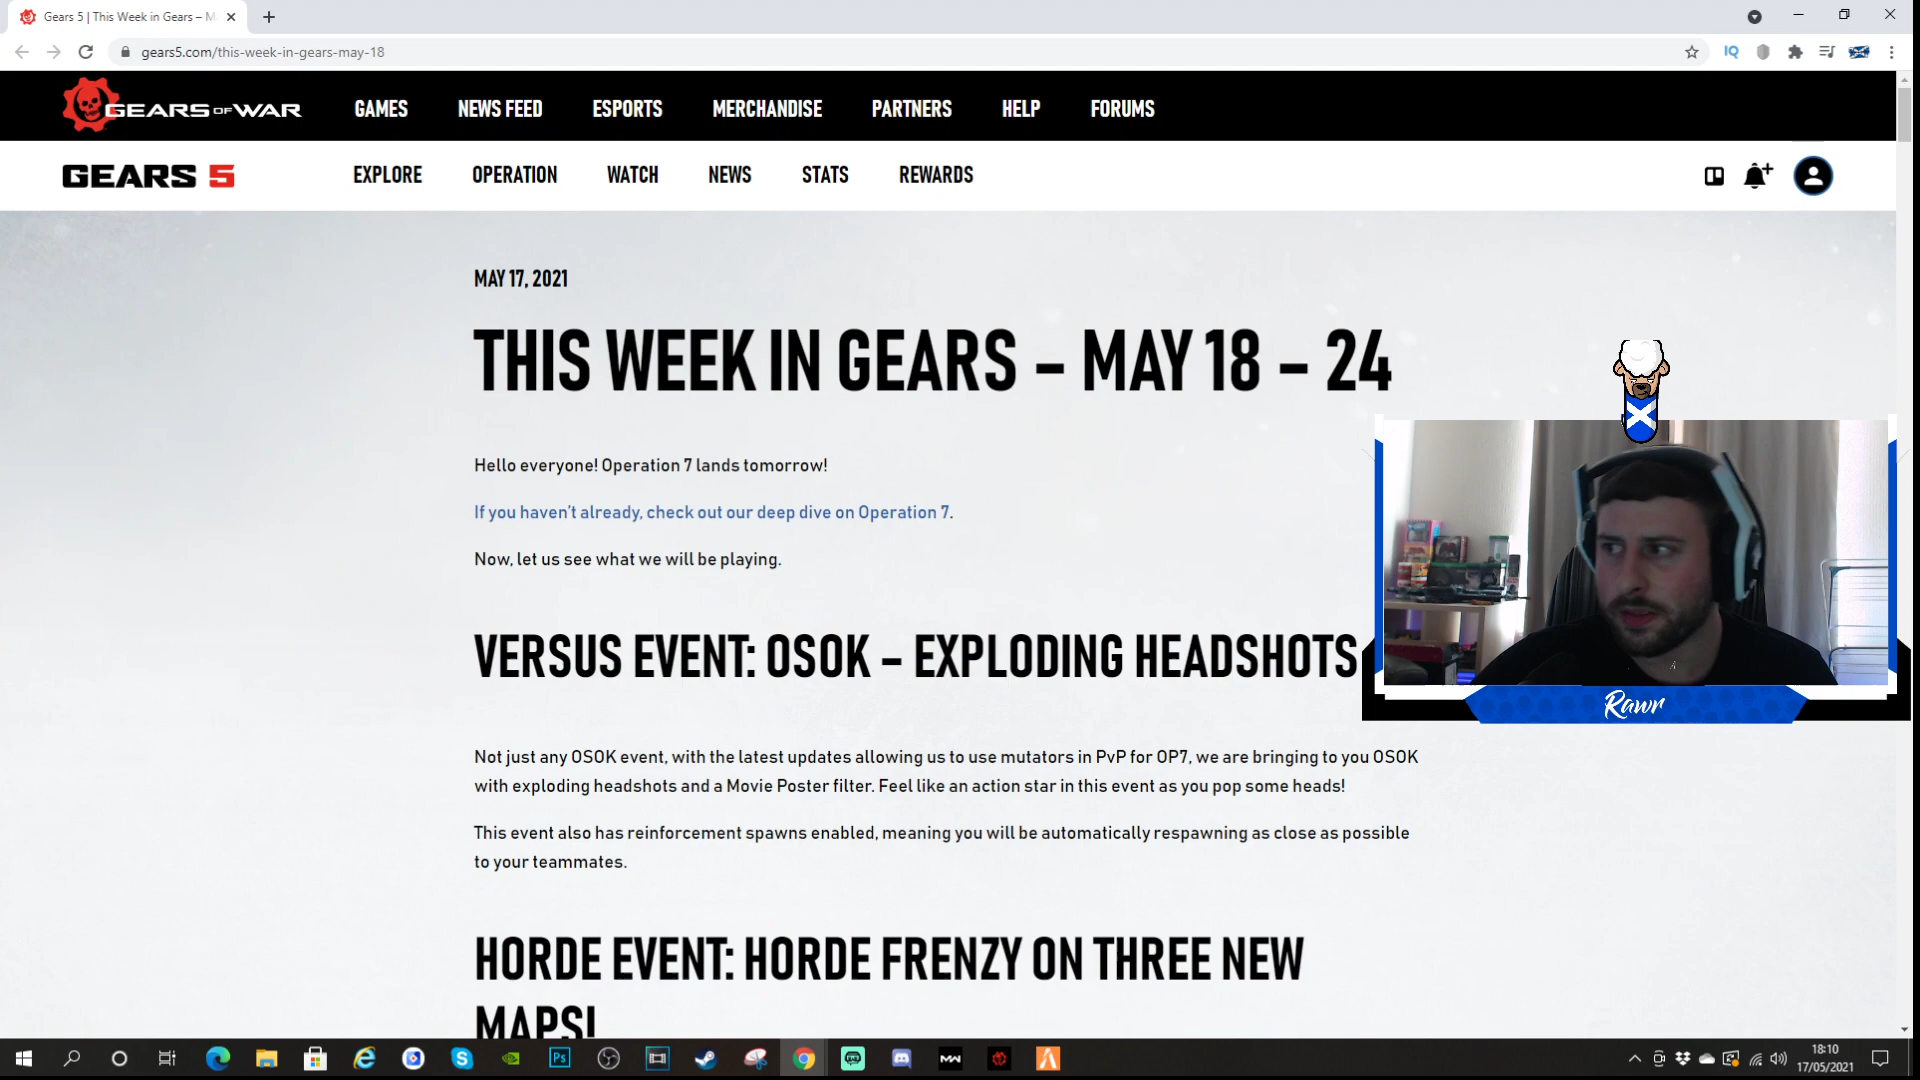 Gears 5 | This Week in Gears – M
gears5.com/this-week-in-gears-may-18
IQ
GEARS OF WAR
GAMES
NEWS FEED
ESPORTS
MERCHANDISE
PARTNERS
HELP
FORUMS
GEARS 5
EXPLORE
OPERATION
WATCH
NEWS
STATS
REWARDS
MAY 17, 2021
THIS WEEK IN GEARS – MAY 18 – 24
Hello everyone! Operation 7 lands tomorrow!
If you haven't already, check out our deep dive on Operation 7.
Now, let us see what we will be playing.
VERSUS EVENT: OSOK – EXPLODING HEADSHOTS
Rawr
Not just any OSOK event, with the latest updates allowing us to use mutators in PvP for OP7, we are bringing to you OSOK
with exploding headshots and a Movie Poster filter. Feel like an action star in this event as you pop some heads!
This event also has reinforcement spawns enabled, meaning you will be automatically respawning as close as possible
to your teammates.
HORDE EVENT: HORDE FRENZY ON THREE NEW
MAPS!
Ps
MW
18:10
17/05/2021